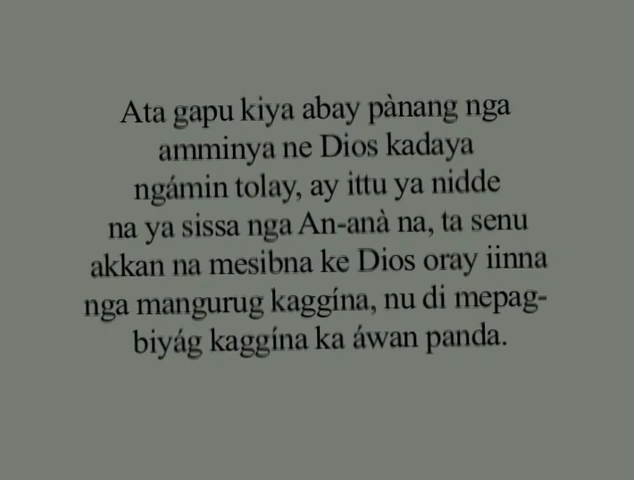 Ata gapu kiya abay pànang nga
amminya ne Dios kadaya
ngámin tolay, ay ittu ya nidde
na ya sissa nga An-anà na, ta senu
akkan na mesibna ke Dios oray iinna
nga mangurug kaggína, nu di mepag-
biyág kaggína ka áwan panda.